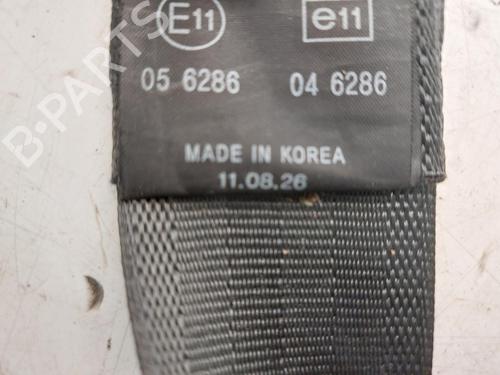 E11 e11
05 6286 04 6286
MADE IN KOREA
11.08.26
B-PARTS